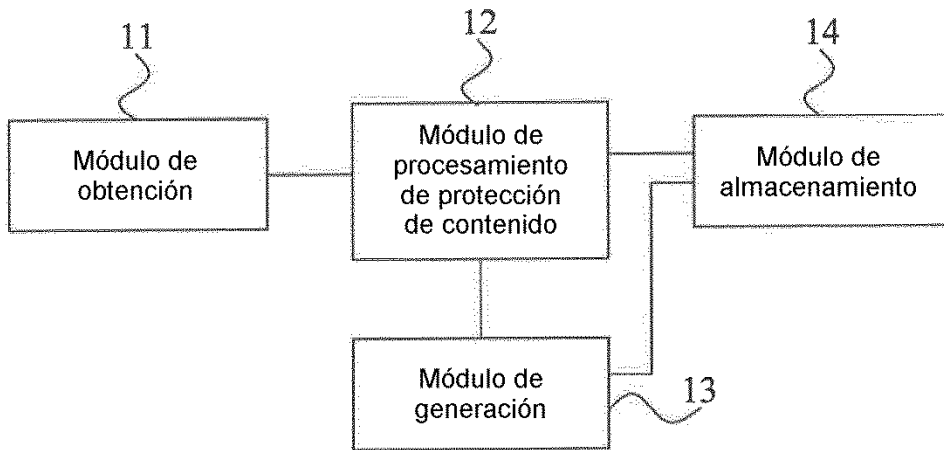 11
12
14
Módulo de
obtención
Módulo de
procesamiento
de protección
de contenido
Módulo de
almacenamiento
Módulo de
generación
13